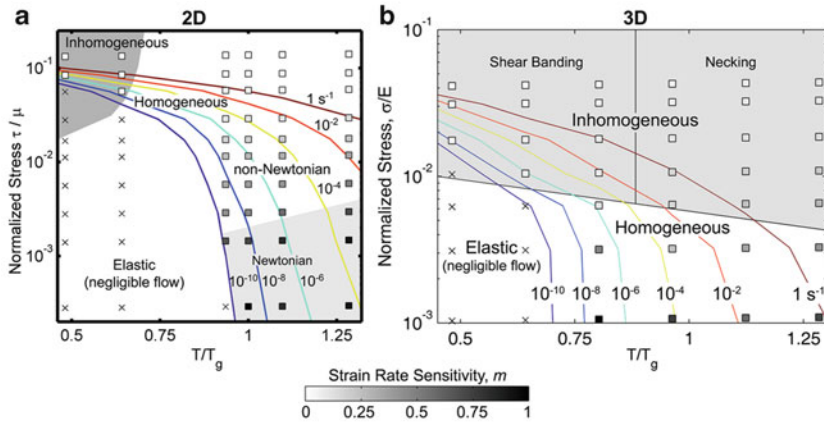 a
2D
Inhomogeneous
Homogeneous
1 s⁻¹
10⁻²
non-Newtonian
10⁻⁴
Newtonian
10⁻¹⁰
10⁻⁸
10⁻⁶
Elastic
(negligible flow)
10⁻¹
10⁻²
10⁻³
Normalized Stress τ / μ
0.5
0.75
1
1.25
T/Tg
b
3D
Shear Banding
Necking
Inhomogeneous
Homogeneous
Elastic
(negligible flow)
10⁻¹⁰
10⁻⁸
10⁻⁶
10⁻⁴
10⁻²
1 s⁻¹
10⁻¹
10⁻²
10⁻³
Normalized Stress, σ/E
0.5
0.75
1
1.25
T/Tg
Strain Rate Sensitivity, m
0
0.25
0.5
0.75
1